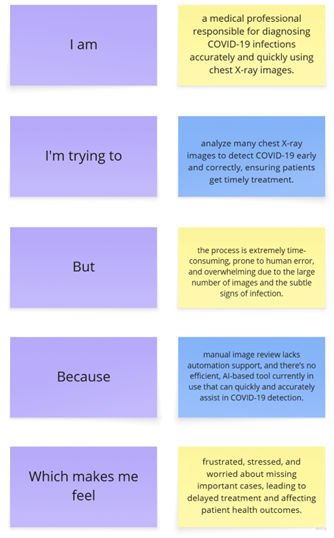 I am
a medical professional
responsible for diagnosing
COVID-19 infections
accurately and quickly using
chest X-ray images.
I'm trying to
analyze many chest X-ray
images to detect COVID-19 early
and correctly, ensuring patients
get timely treatment.
But
the process is extremely time-
consuming, prone to human error,
and overwhelming due to the large
number of images and the subtle
signs of infection.
Because
manual image review lacks
automation support, and there's no
efficient, AI-based tool currently in
use that can quickly and accurately
assist in COVID-19 detection.
Which makes me
feel
frustrated, stressed, and
worried about missing
important cases, leading to
delayed treatment and affecting
patient health outcomes.